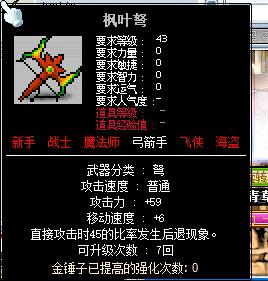 枫叶弩
要求等级： 43
要求力量： 0
要求敏捷： 0
要求智力： 0
要求运气： 0
要求人气度： -
道具等级： -
道具经验值： -
新手 战士 魔法师 弓箭手 飞侠 海盗
武器分类： 弩
攻击速度： 普通
攻击力： +59
移动速度： +6
直接攻击时45的比率发生后退现象。
可升级次数： 7回
金锤子已提高的强化次数: 0